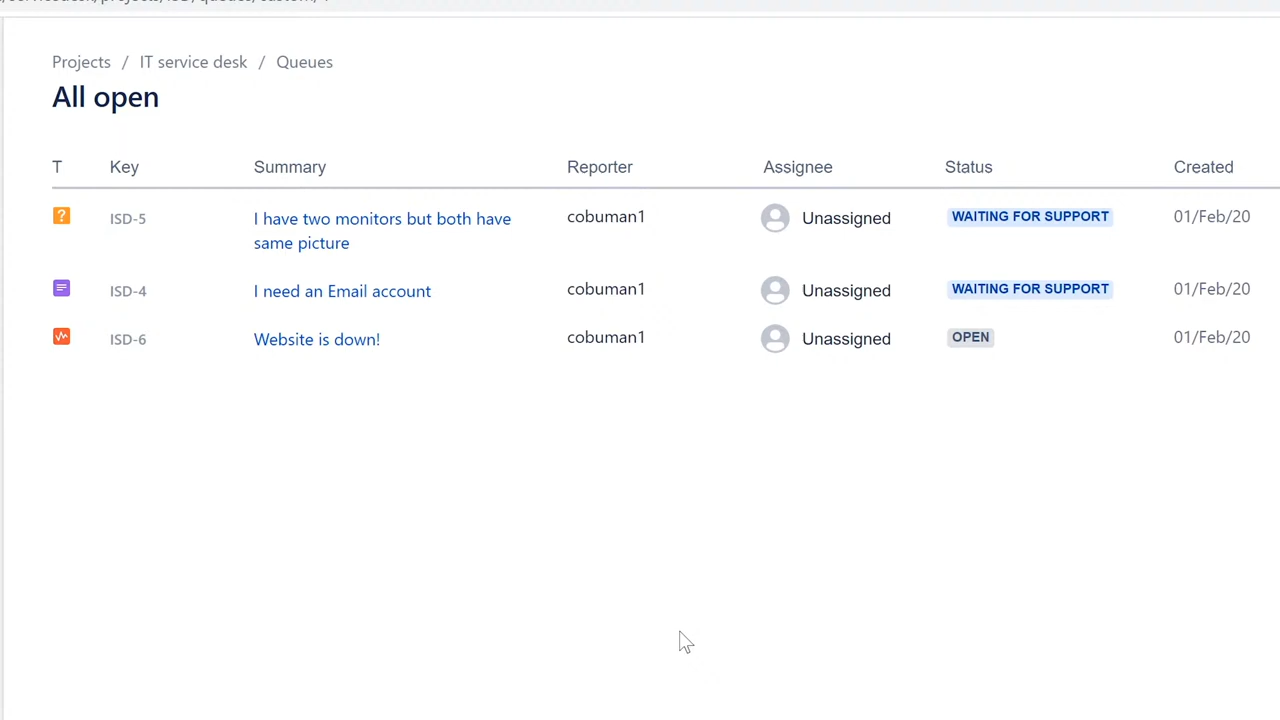 Projects / IT service desk / Queues
All open
T Key Summary Reporter Assignee Status Created
? ISD-5 I have two monitors but both have same picture cobuman1 Unassigned WAITING FOR SUPPORT 01/Feb/20
ISD-4 I need an Email account cobuman1 Unassigned WAITING FOR SUPPORT 01/Feb/20
ISD-6 Website is down! cobuman1 Unassigned OPEN 01/Feb/20